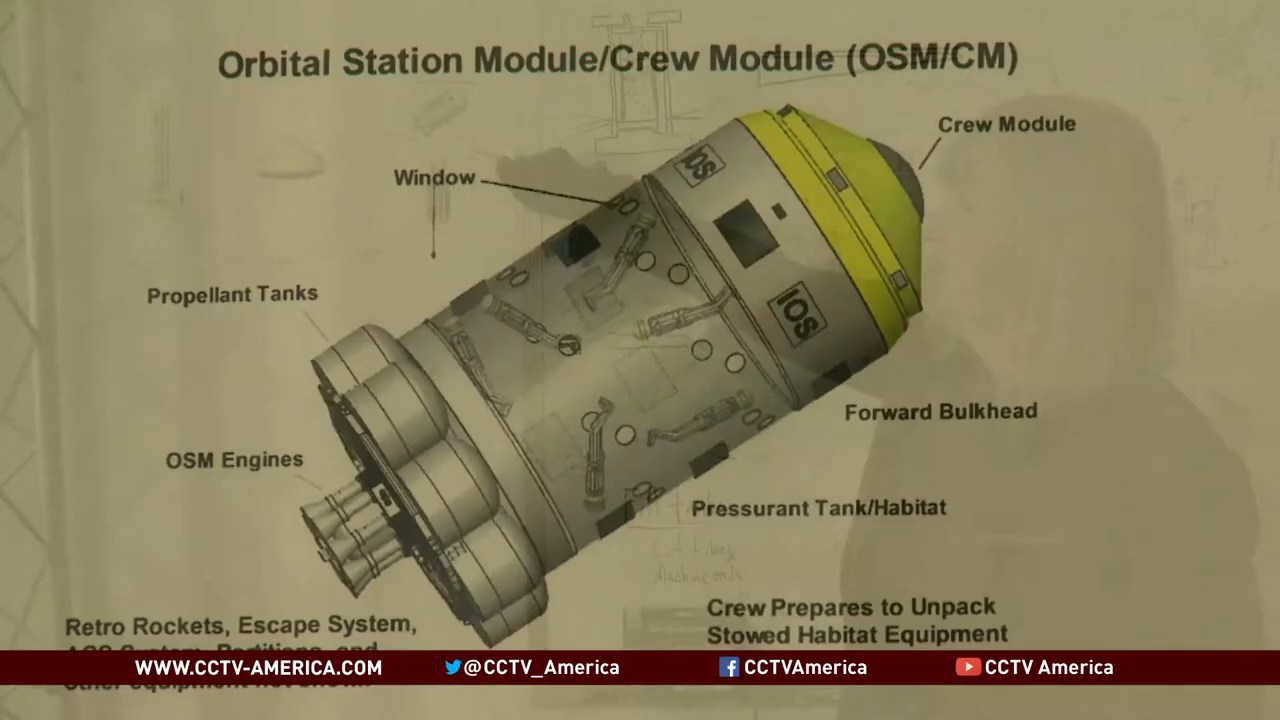 Orbital Station Module/Crew Module (OSM/CM)
Crew Module
Window
IOS
Propellant Tanks
IOS
Forward Bulkhead
OSM Engines
Pressurant Tank/Habitat
Crew Prepares to Unpack
Stowed Habitat Equipment
Retro Rockets, Escape System,
WWW.CCTV-AMERICA.COM
@CCTV_America
CCTVAmerica
CCTV America